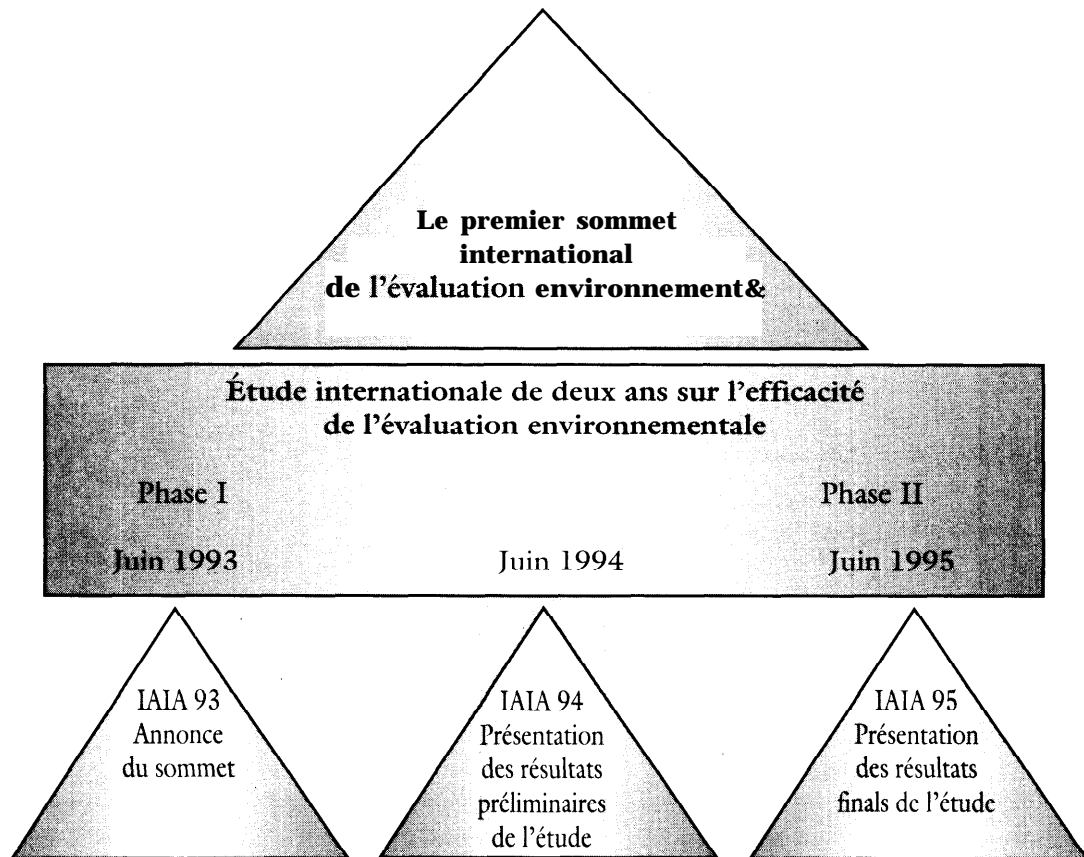 Le premier sommet
international
de l'évaluation environnement&
Étude internationale de deux ans sur l'efficacité
de l'évaluation environnementale
Phase I
Phase II
Juin 1993
Juin 1994
Juin 1995
IAIA 93
Annonce
du sommet
IAIA 94
Présentation
des résultats
préliminaires
de l'étude
IAIA 95
Présentation
des résultats
finals de l'étude